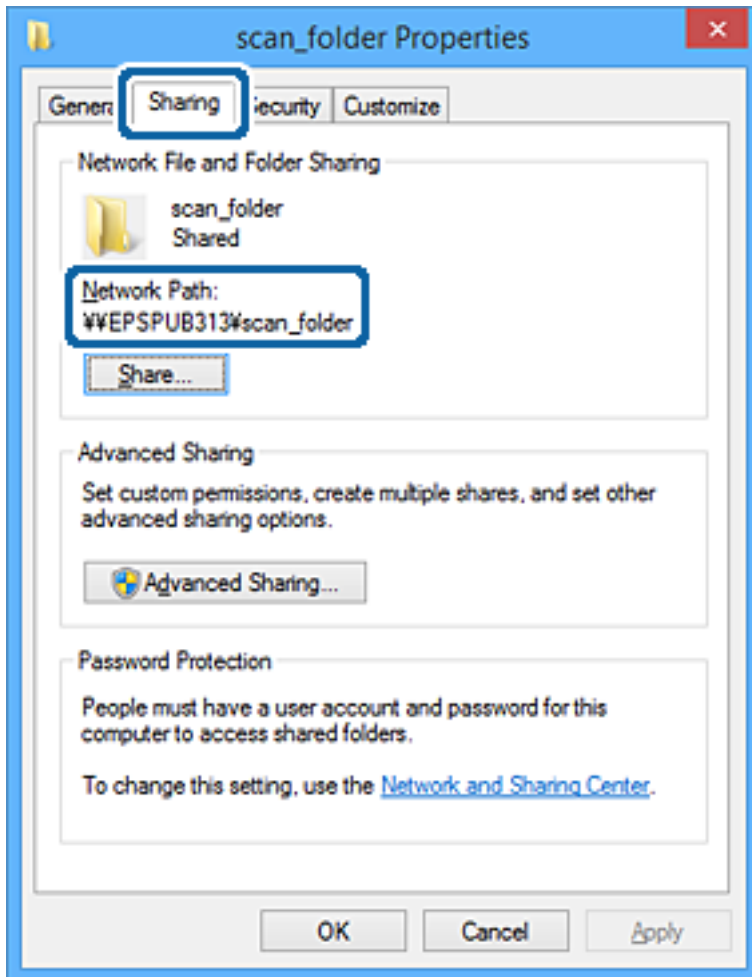 scan_folder Properties
General Sharing Security Customize
Network File and Folder Sharing
scan_folder
Shared
Network Path:
¥¥EPSPUB313¥scan_folder
Share...
Advanced Sharing
Set custom permissions, create multiple shares, and set other
advanced sharing options.
Advanced Sharing...
Password Protection
People must have a user account and password for this
computer to access shared folders.
To change this setting, use the Network and Sharing Center.
OK Cancel Apply